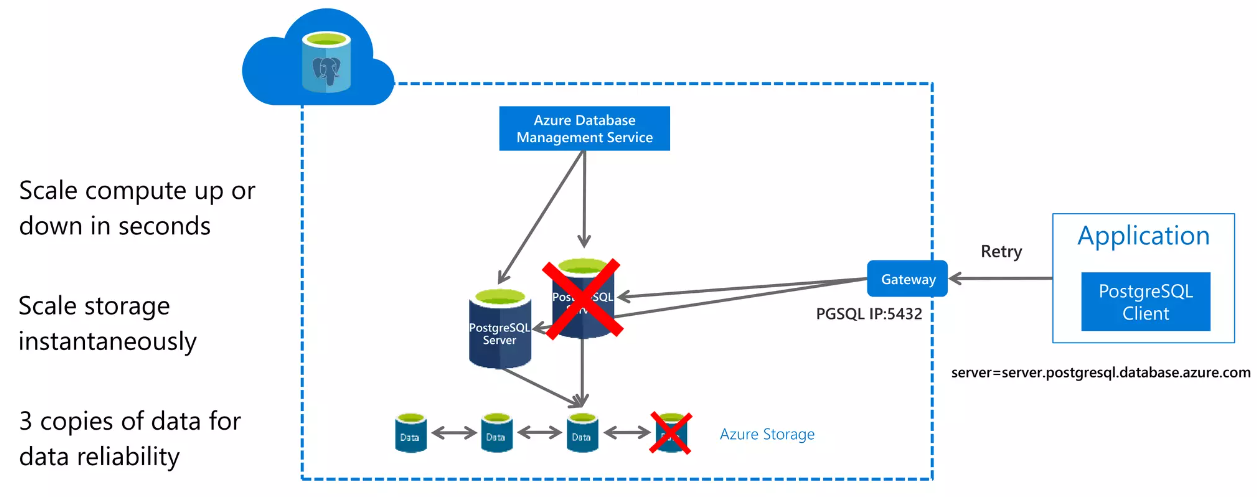 Azure Database
Management Service
Scale compute up or
down in seconds
Scale storage
instantaneously
3 copies of data for
data reliability
PostgreSQL
Server
PostgreSQL
Server
Gateway
PGSQL IP:5432
Retry
Application
PostgreSQL
Client
server=server.postgresql.database.azure.com
Data
Data
Data
Data
Azure Storage